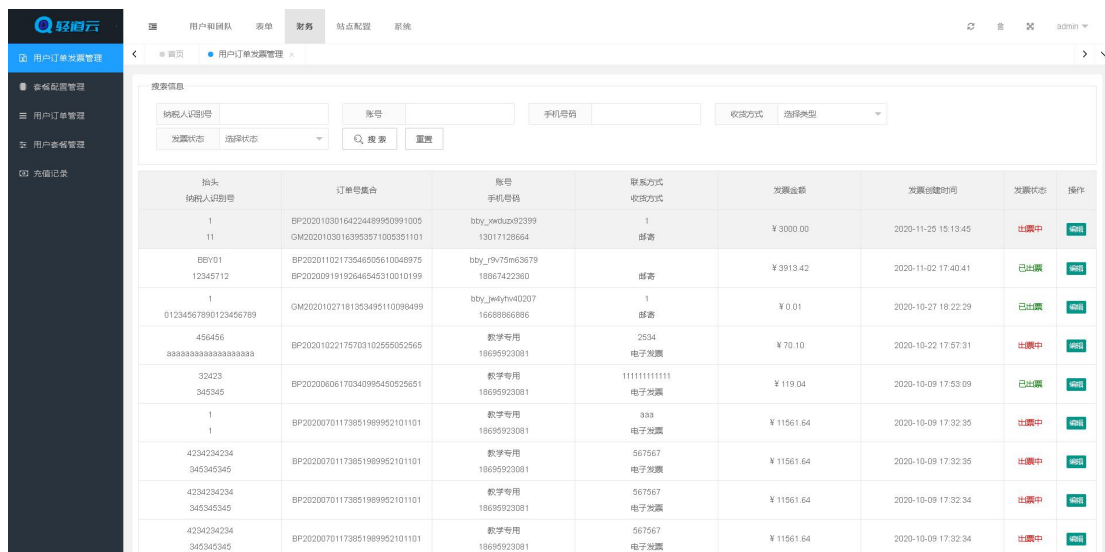 轻道云
用户和团队 表单 财务 站点配置 系统
admin
用户订单发票管理
首页 用户订单发票管理 ×
套餐配置管理
用户订单管理
用户套餐管理
充值记录
搜索信息
纳税人识别号 账号 手机号码 收货方式 选择类型
发票状态 选择状态 搜索 重置
抬头 订单号集合 账号 联系方式 发票金额 发票创建时间 发票状态 操作
纳税人识别号 手机号码 收货方式
1 BP20201030164224489950991005 bby_xwduzx92399 1 ¥ 3000.00 2020-11-25 15:13:45 出票中 编辑
11 GM20201030163953571005351101 13017128664 邮寄
BBY01 BP20201102173546505610048975 bby_r9v75m63679 ¥ 3913.42 2020-11-02 17:40:41 已出票 编辑
12345712 BP20200919192646545310010199 18867422360 邮寄
1 GM20201027181353495110098499 bby_jw4yhv40207 1 ¥ 0.01 2020-10-27 18:22:29 已出票 编辑
01234567890123456789 16688866886 邮寄
456456 BP20201022175703102555052565 教学专用 2534 ¥ 70.10 2020-10-22 17:57:31 出票中 编辑
aaaaaaaaaaaaaaaaaaa 18695923081 电子发票
32423 BP20200606170340995450525651 教学专用 111111111111 ¥ 119.04 2020-10-09 17:53:09 已出票 编辑
345345 18695923081 电子发票
1 BP20200701173851989952101101 教学专用 aaa ¥ 11561.64 2020-10-09 17:32:35 出票中 编辑
1 18695923081 电子发票
4234234234 BP20200701173851989952101101 教学专用 567567 ¥ 11561.64 2020-10-09 17:32:35 出票中 编辑
345345345 18695923081 电子发票
4234234234 BP20200701173851989952101101 教学专用 567567 ¥ 11561.64 2020-10-09 17:32:34 出票中 编辑
345345345 18695923081 电子发票
4234234234 BP20200701173851989952101101 教学专用 567567 ¥ 11561.64 2020-10-09 17:32:34 出票中 编辑
345345345 18695923081 电子发票